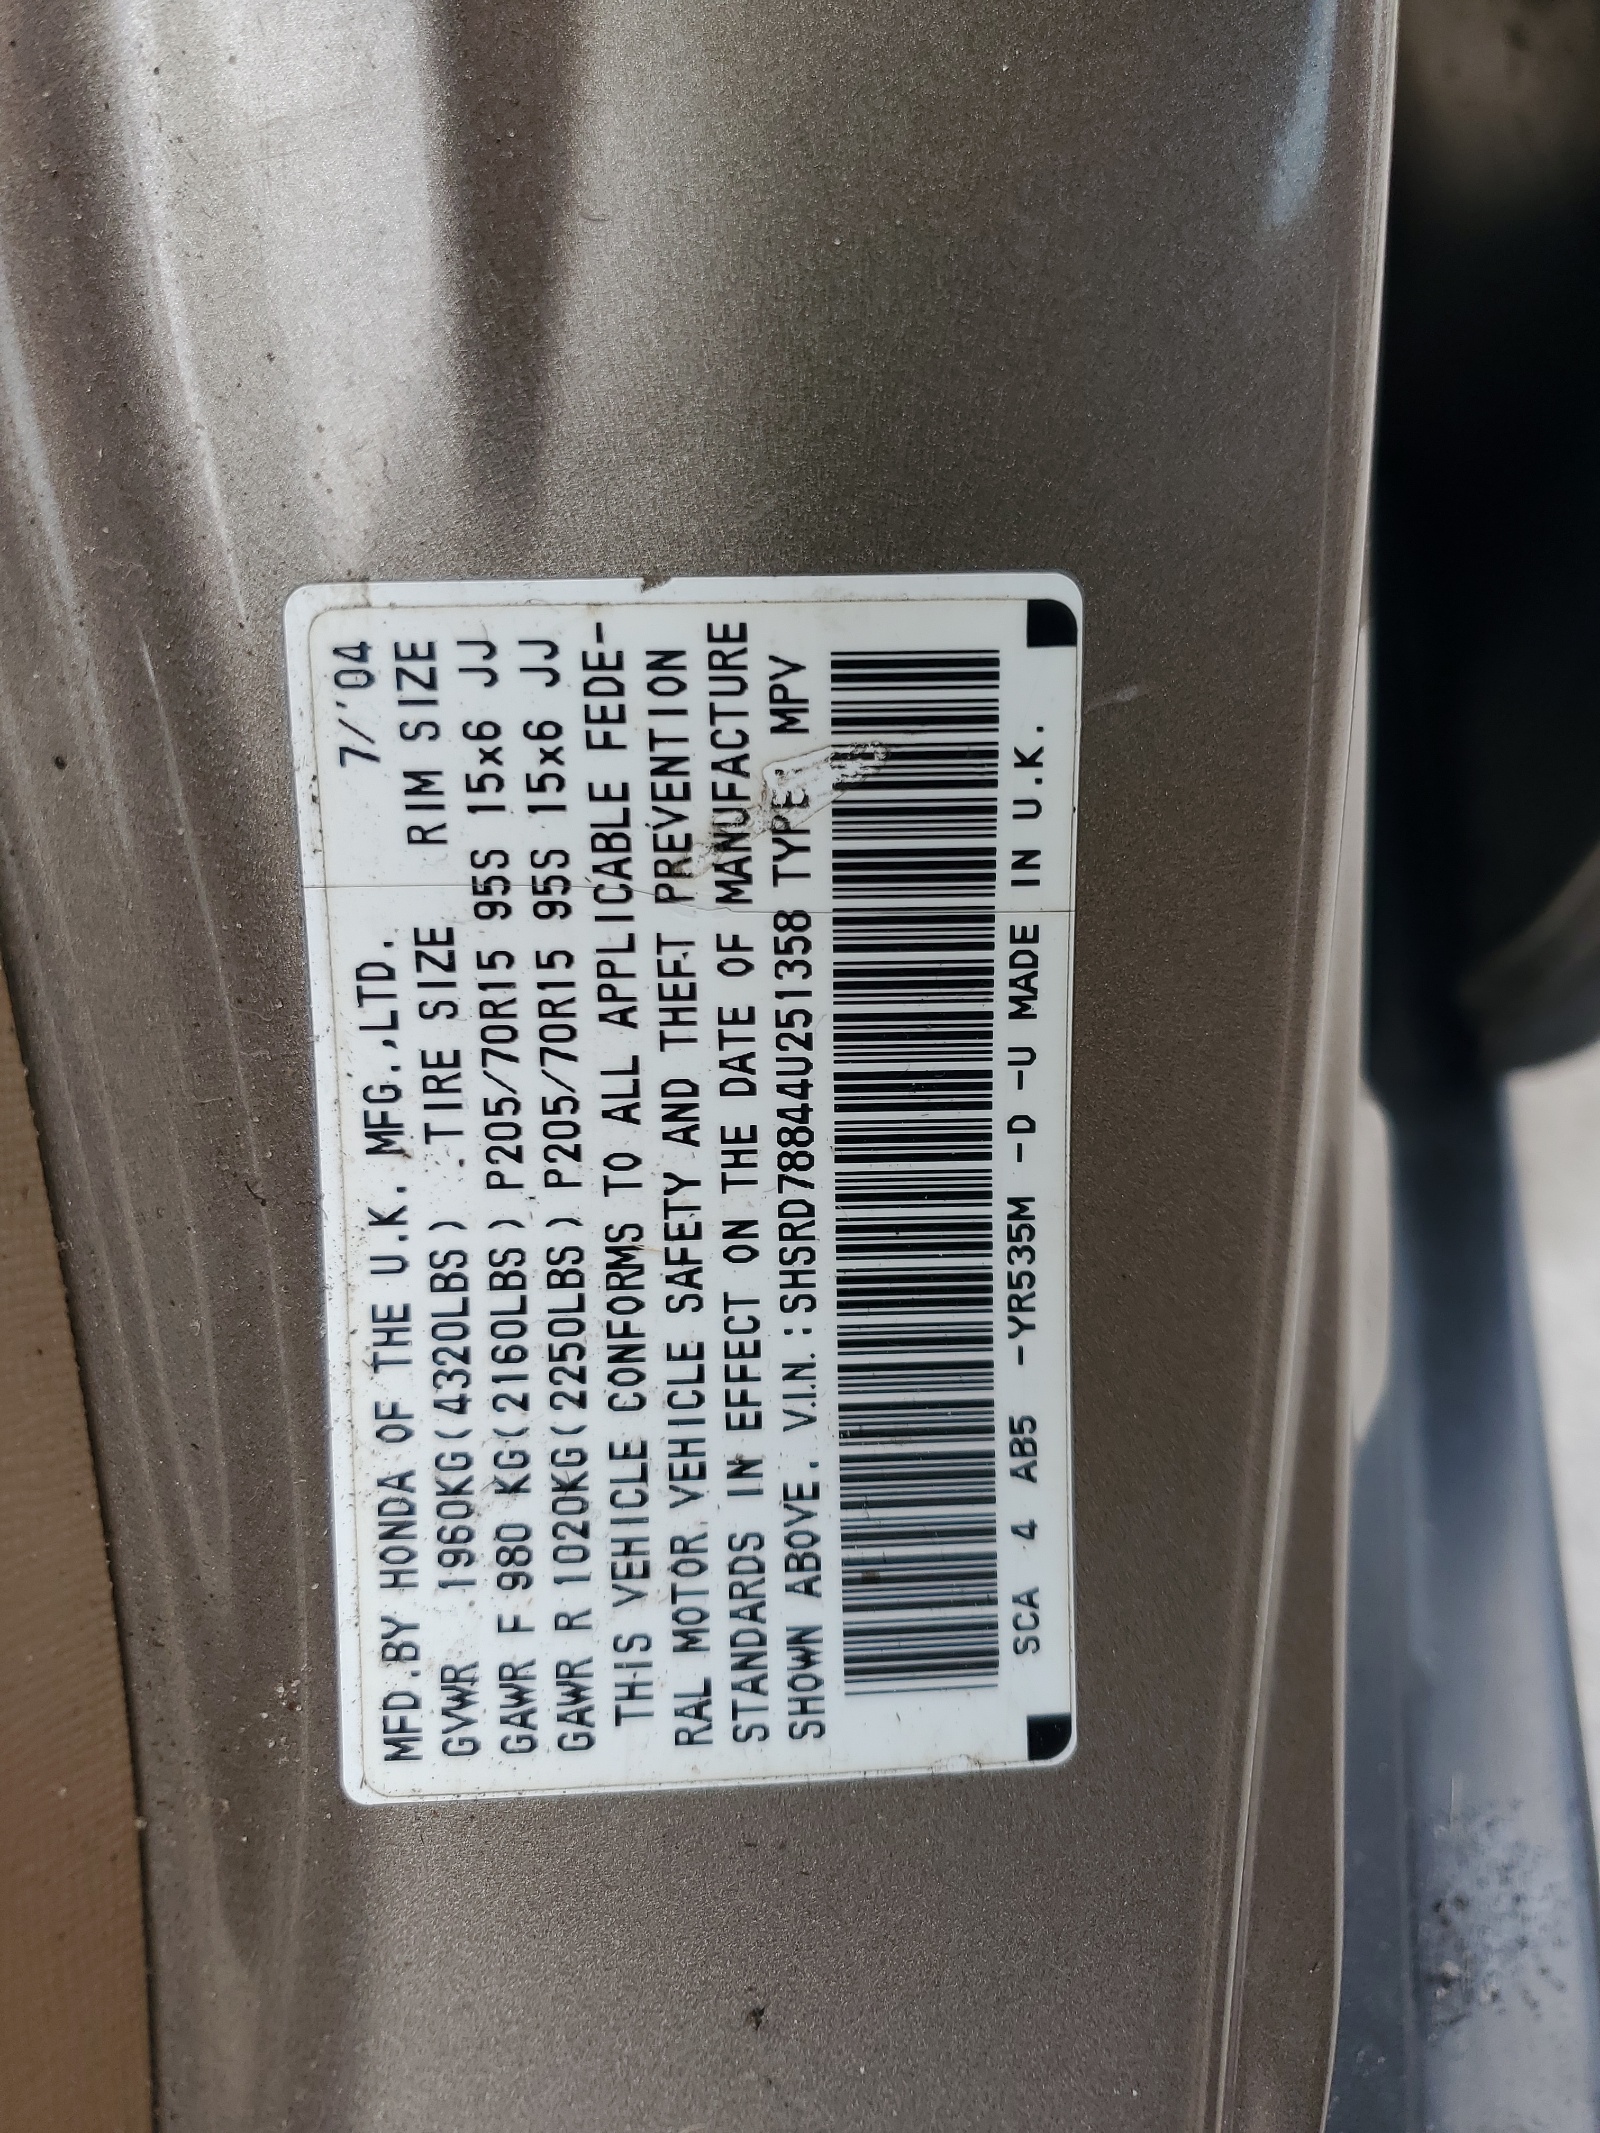 MFD.BY HONDA OF THE U.K. MFG.,LTD. 7/'04
GVWR 1960KG(4320LBS) TIRE SIZE RIM SIZE
GAWR F 980 KG(2160LBS) P205/70R15 95S 15x6 JJ
GAWR R 1020KG(2250LBS) P205/70R15 95S 15x6 JJ
THIS VEHICLE CONFORMS TO ALL APPLICABLE FEDE-
RAL MOTOR VEHICLE SAFETY AND THEFT PREVENTION
STANDARDS IN EFFECT ON THE DATE OF MANUFACTURE
SHOWN ABOVE. V.I.N.:SHSRD78844U251358 TYPE: MPV
SCA 4 AB5 -YR535M -D -U MADE IN U.K.